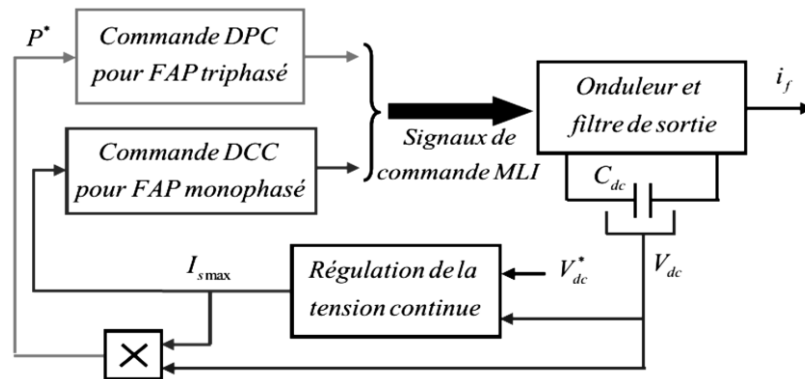 P*
Commande DPC
pour FAP triphasé
Commande DCC
pour FAP monophasé
Signaux de
commande MLI
Onduleur et
filtre de sortie
i_f
C_dc
I_smax
Régulation de la
tension continue
V_dc^*
V_dc
×